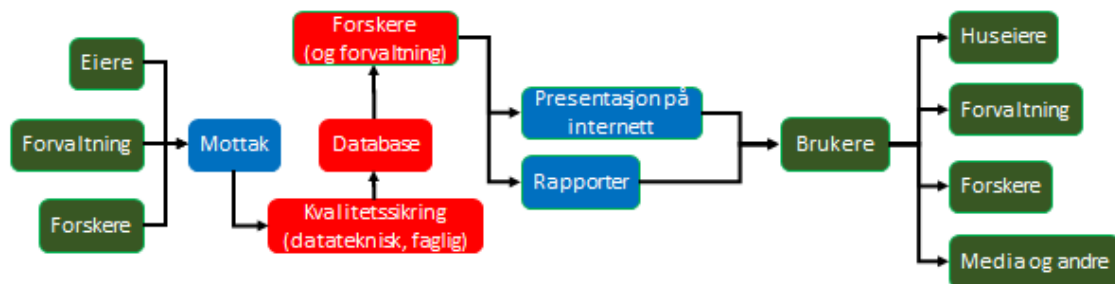 Eiere
Forvaltning
Forskere
Mottak
Forskere
(og forvaltning)
Database
Kvalitetssikring
(datateknisk, faglig)
Presentasjon på
internett
Rapporter
Brukere
Huseiere
Forvaltning
Forskere
Media og andre